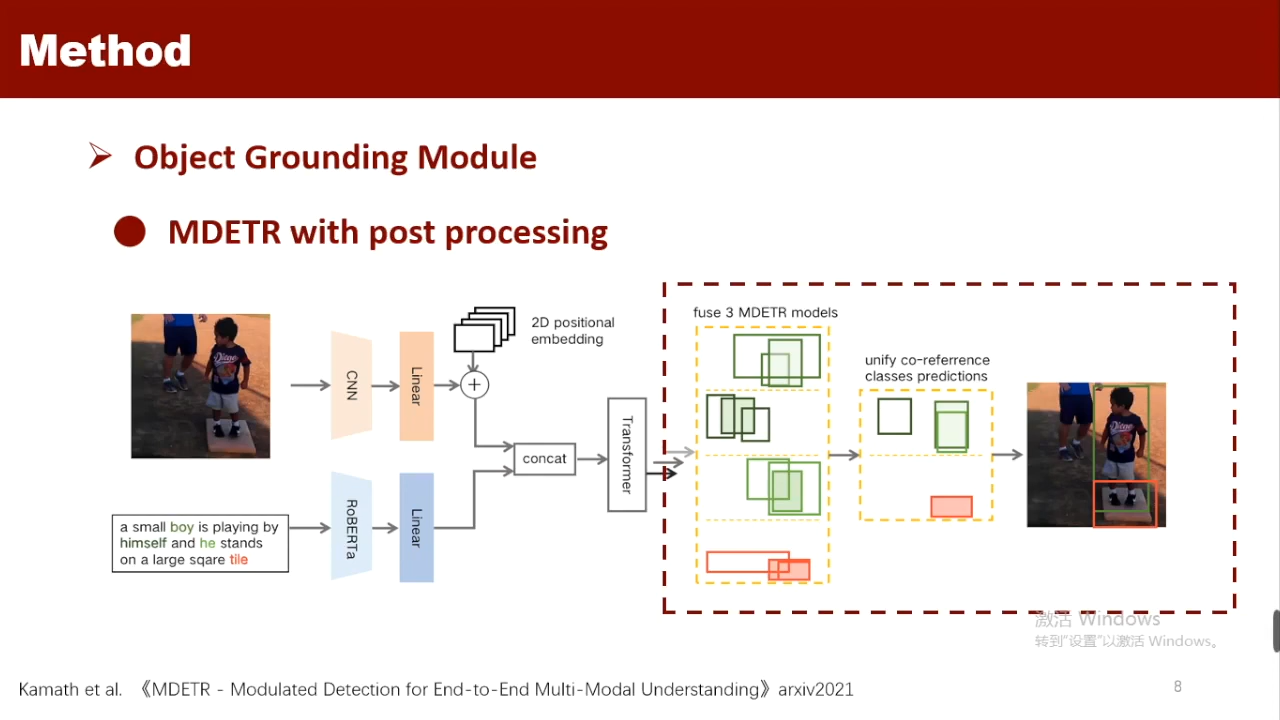 Method
Object Grounding Module
MDETR with post processing
fuse 3 MDETR models
2D positional
embedding
unify co-referrence
classes predictions
CNN
Linear
concat
Transformer
RoBERTa
Linear
a small boy is playing by
himself and he stands
on a large sqare tile
激活 Windows
转到"设置"以激活 Windows。
Kamath et al. 《MDETR - Modulated Detection for End-to-End Multi-Modal Understanding》arxiv2021
8